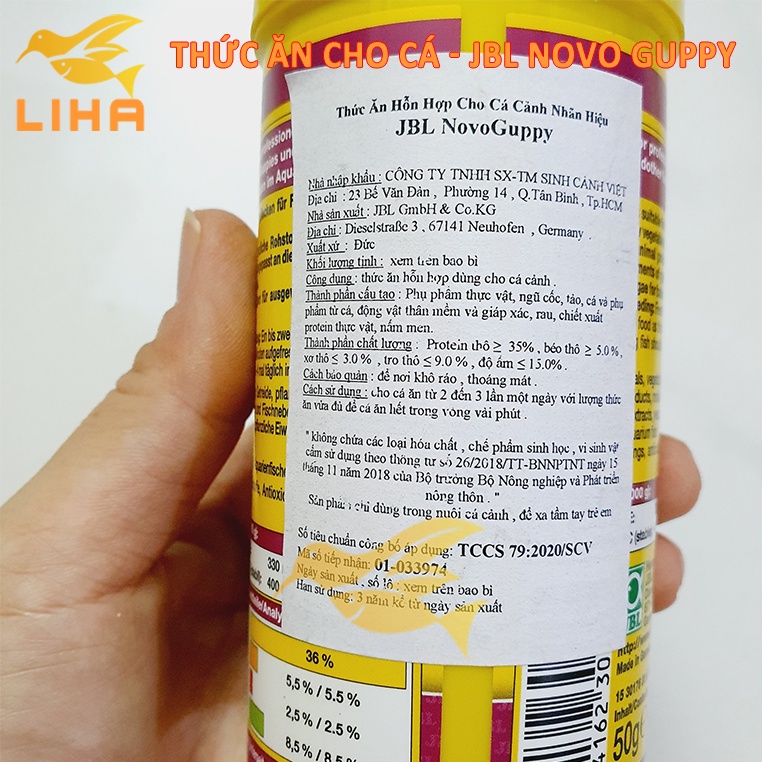 LIHA
THỨC ĂN CHO CÁ - JBL NOVO GUPPY
Thức Ăn Hỗn Hợp Cho Cá Cảnh Nhãn Hiệu
JBL NovoGuppy
Nhà nhập khẩu : CÔNG TY TNHH SX-TM SINH CẢNH VIỆT
Địa chỉ : 23 Bế Văn Đàn , Phường 14 , Q.Tân Bình , Tp.HCM
Nhà sản xuất : JBL GmbH & Co.KG
Địa chỉ : Dieselstraße 3 , 67141 Neuhofen , Germany .
Xuất xứ : Đức
Khối lượng tịnh : xem trên bao bì
Công dụng : thức ăn hỗn hợp dùng cho cá cảnh .
Thành phần cấu tạo : Phụ phẩm thực vật, ngũ cốc, tảo, cá và phụ
phẩm từ cá, động vật thân mềm và giáp xác, rau, chiết xuất
protein thực vật, nấm men.
Thành phần chất lượng : Protein thô ≥ 35% , béo thô ≥ 5.0% ,
xơ thô ≤ 3.0% , tro thô ≤ 9.0% , độ ẩm ≤ 15.0% .
Cách bảo quản : để nơi khô ráo , thoáng mát .
Cách sử dụng : cho cá ăn từ 2 đến 3 lần một ngày với lượng thức
ăn vừa đủ để cá ăn hết trong vòng vài phút .
" không chứa các loại hóa chất , chế phẩm sinh học , vi sinh vật
cấm sử dụng theo thông tư số 26/2018/TT-BNNPTNT ngày 15
tháng 11 năm 2018 của Bộ trưởng Bộ Nông nghiệp và Phát triển
nông thôn . "
Sản phẩm chỉ dùng trong nuôi cá cảnh , để xa tầm tay trẻ em
Số tiêu chuẩn công bố áp dụng: TCCS 79:2020/SCV
Mã số tiếp nhận: 01-033974
Ngày sản xuất , số lô : xem trên bao bì
Hạn sử dụng: 3 năm kể từ ngày sản xuất
330
400
36 %
5,5 % / 5.5 %
2,5 % / 2.5 %
8,5 %
JBL
4162 30
50g